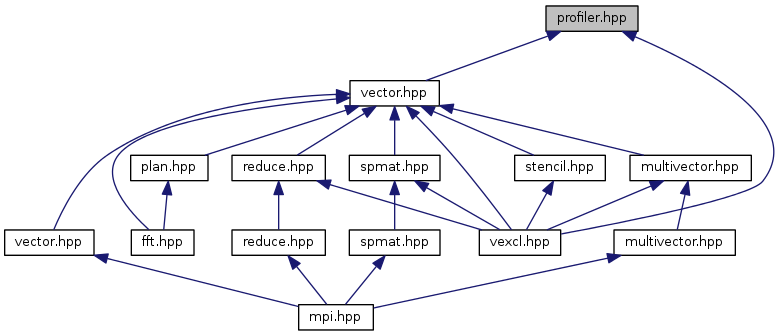 profiler.hpp
vector.hpp
plan.hpp
reduce.hpp
spmat.hpp
stencil.hpp
multivector.hpp
vector.hpp
fft.hpp
reduce.hpp
spmat.hpp
vexcl.hpp
multivector.hpp
mpi.hpp